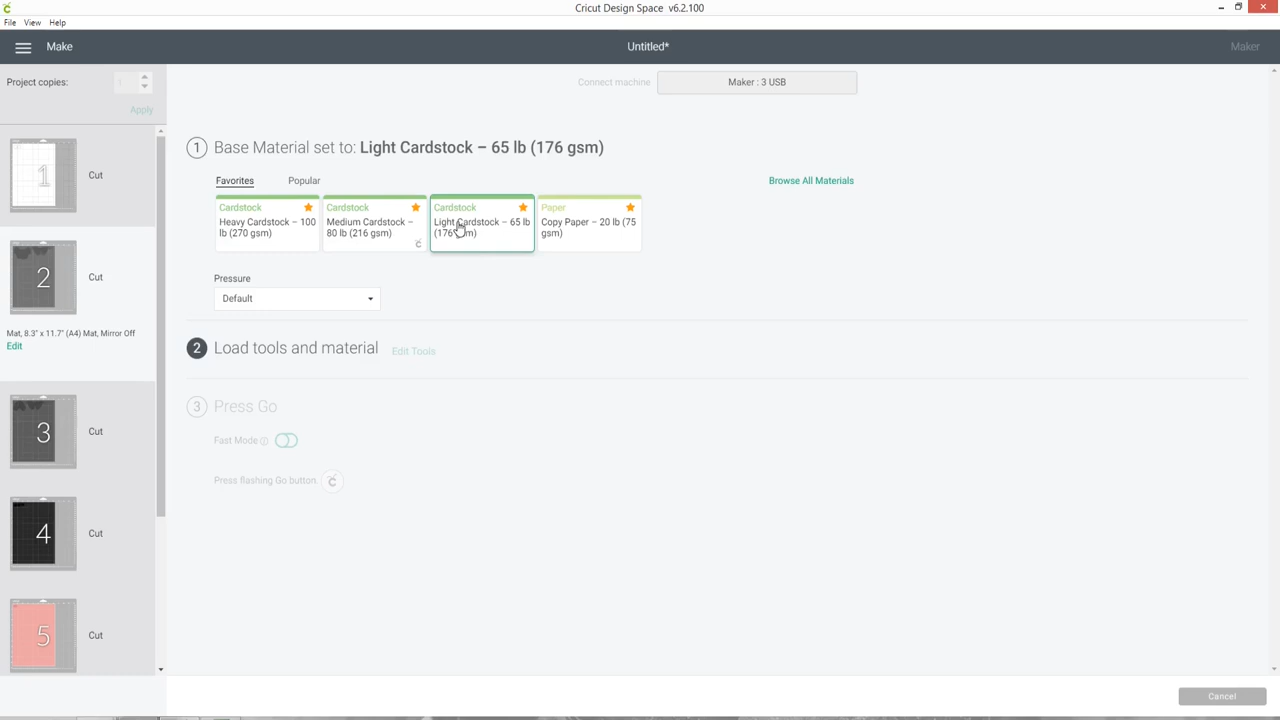 Cricut Design Space v6.2.100
File View Help
Make
Untitled*
Maker
Project copies:
1
Apply
Connect machine
Maker : 3 USB
1 Cut
2 Cut
Mat, 8.3" x 11.7" (A4) Mat, Mirror Off
Edit
3 Cut
4 Cut
5 Cut
1 Base Material set to: Light Cardstock – 65 lb (176 gsm)
Favorites Popular
Browse All Materials
Cardstock
Heavy Cardstock – 100
lb (270 gsm)
Cardstock
Medium Cardstock –
80 lb (216 gsm)
Cardstock
Light Cardstock – 65 lb
(176 gsm)
Paper
Copy Paper – 20 lb (75
gsm)
Pressure
Default
2 Load tools and material Edit Tools
3 Press Go
Fast Mode
Press flashing Go button.
Cancel